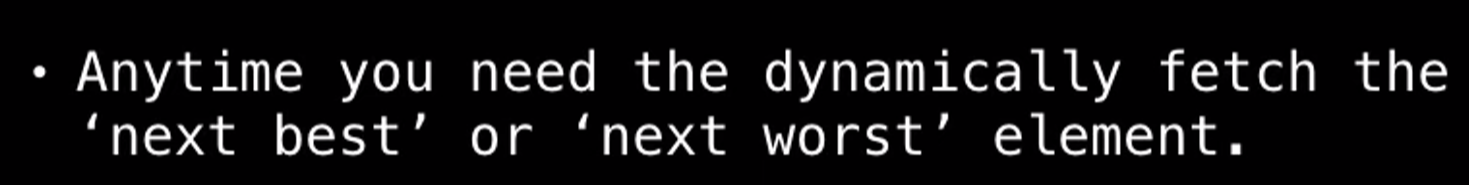 • Anytime you need the dynamically fetch the
‘next best’ or ‘next worst’ element.